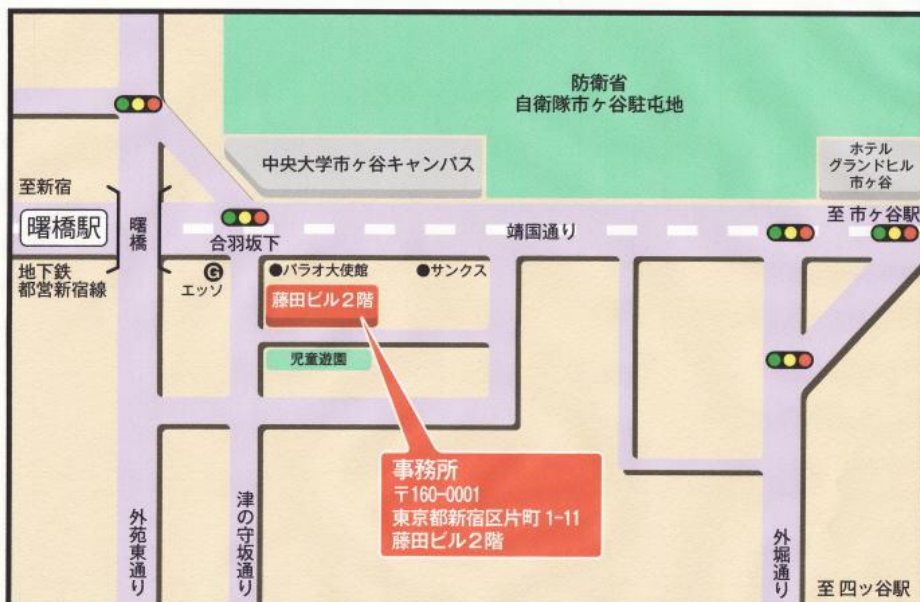 防衛省
自衛隊市ヶ谷駐屯地
中央大学市ヶ谷キャンパス
ホテル
グランドヒル
市ヶ谷
至新宿
曙橋駅
曙橋
地下鉄
都営新宿線
合羽坂下
靖国通り
至 市ヶ谷駅
G
エッソ
●パラオ大使館
●サンクス
藤田ビル2階
児童遊園
事務所
〒160-0001
東京都新宿区片町 1-11
藤田ビル2階
外苑東通り
津の守坂通り
外堀通り
至 四ッ谷駅